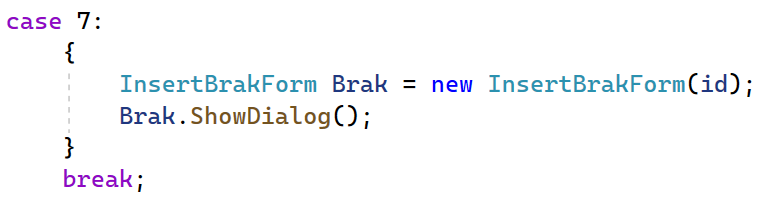 case 7:
    {
        InsertBrakForm Brak = new InsertBrakForm(id);
        Brak.ShowDialog();
    }
    break;